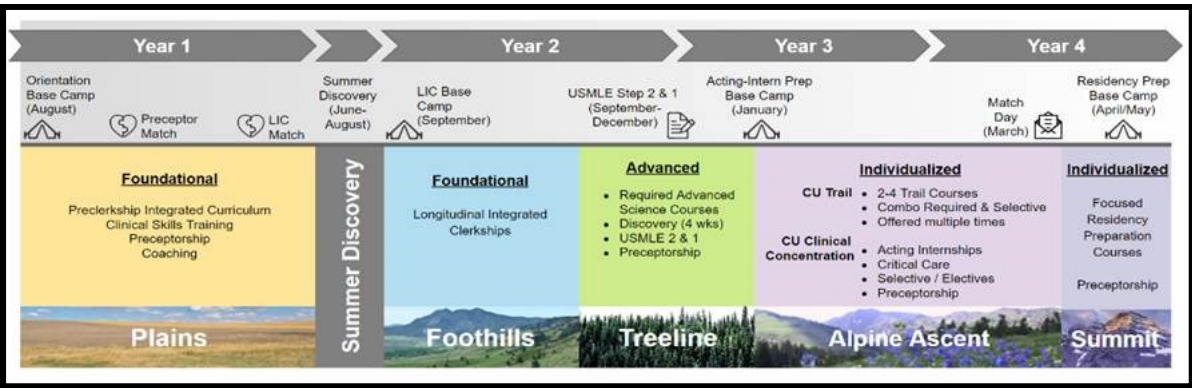 Year 1
Year 2
Year 3
Year 4
Orientation
Base Camp
(August)
Preceptor
Match
LIC
Match
Summer
Discovery
(June-
August)
LIC Base
Camp
(September)
USMLE Step 2 & 1
(September-
December)
Acting-Intern Prep
Base Camp
(January)
Match
Day
(March)
Residency Prep
Base Camp
(April/May)
Foundational
Preclerkship Integrated Curriculum
Clinical Skills Training
Preceptorship
Coaching
Plains
Summer Discovery
Foundational
Longitudinal Integrated
Clerkships
Foothills
Advanced
• Required Advanced
Science Courses
• Discovery (4 wks)
• USMLE 2 & 1
• Preceptorship
Treeline
Individualized
CU Trail
• 2-4 Trail Courses
• Combo Required & Selective
• Offered multiple times
CU Clinical
Concentration
• Acting Internships
• Critical Care
• Selective / Electives
• Preceptorship
Alpine Ascent
Individualized
Focused
Residency
Preparation
Courses
Preceptorship
Summit